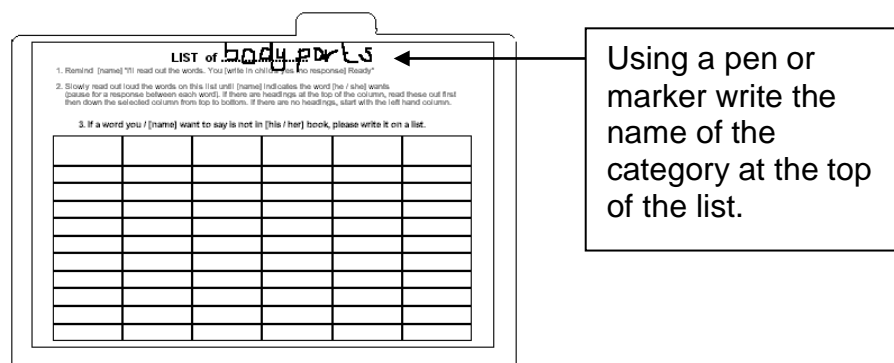 LIST of body parts
1. Remind [name] "I'll read out the words. You [write in child's yes /no response] Ready"
2. Slowly read out loud the words on this list until [name] indicates the word [he / she] wants
(pause for a response between each word). If there are headings at the top of the column, read these out first
then down the selected column from top to bottom. If there are no headings, start with the left hand column.
3. If a word you / [name] want to say is not in [his / her] book, please write it on a list.
Using a pen or
marker write the
name of the
category at the top
of the list.